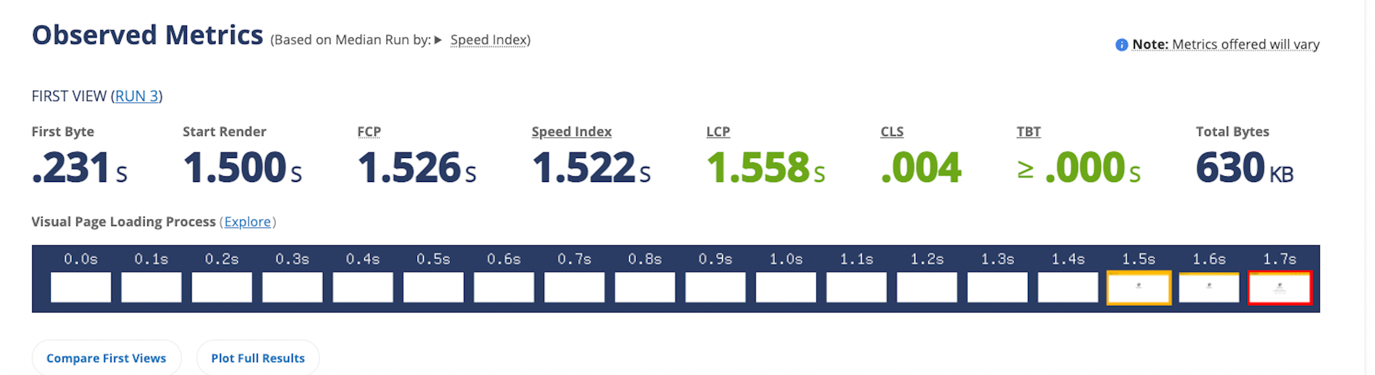 Observed Metrics (Based on Median Run by: ▶ Speed Index)
Note: Metrics offered will vary
FIRST VIEW (RUN 3)
First Byte Start Render FCP Speed Index LCP CLS TBT Total Bytes
.231 S 1.500 S 1.526 S 1.522 S 1.558 S .004 ≥ .000 S 630 KB
Visual Page Loading Process (Explore)
0.0s 0.1s 0.2s 0.3s 0.4s 0.5s 0.6s 0.7s 0.8s 0.9s 1.0s 1.1s 1.2s 1.3s 1.4s 1.5s 1.6s 1.7s
Compare First Views Plot Full Results